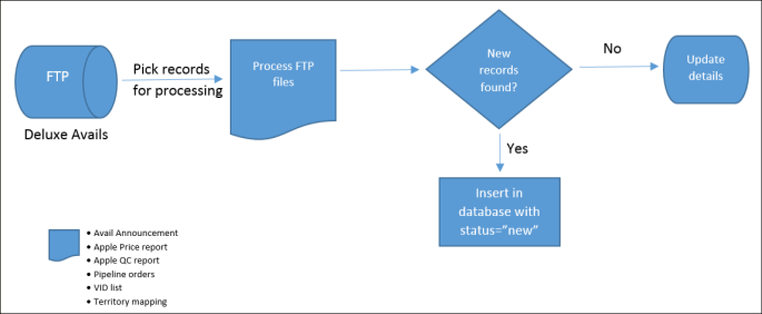 FTP
Deluxe Avails
Pick records
for processing
Process FTP
files
New
records
found?
No
Update
details
Yes
Insert in
database with
status=”new”
• Avail Announcement
• Apple Price report
• Apple QC report
• Pipeline orders
• VID list
• Territory mapping